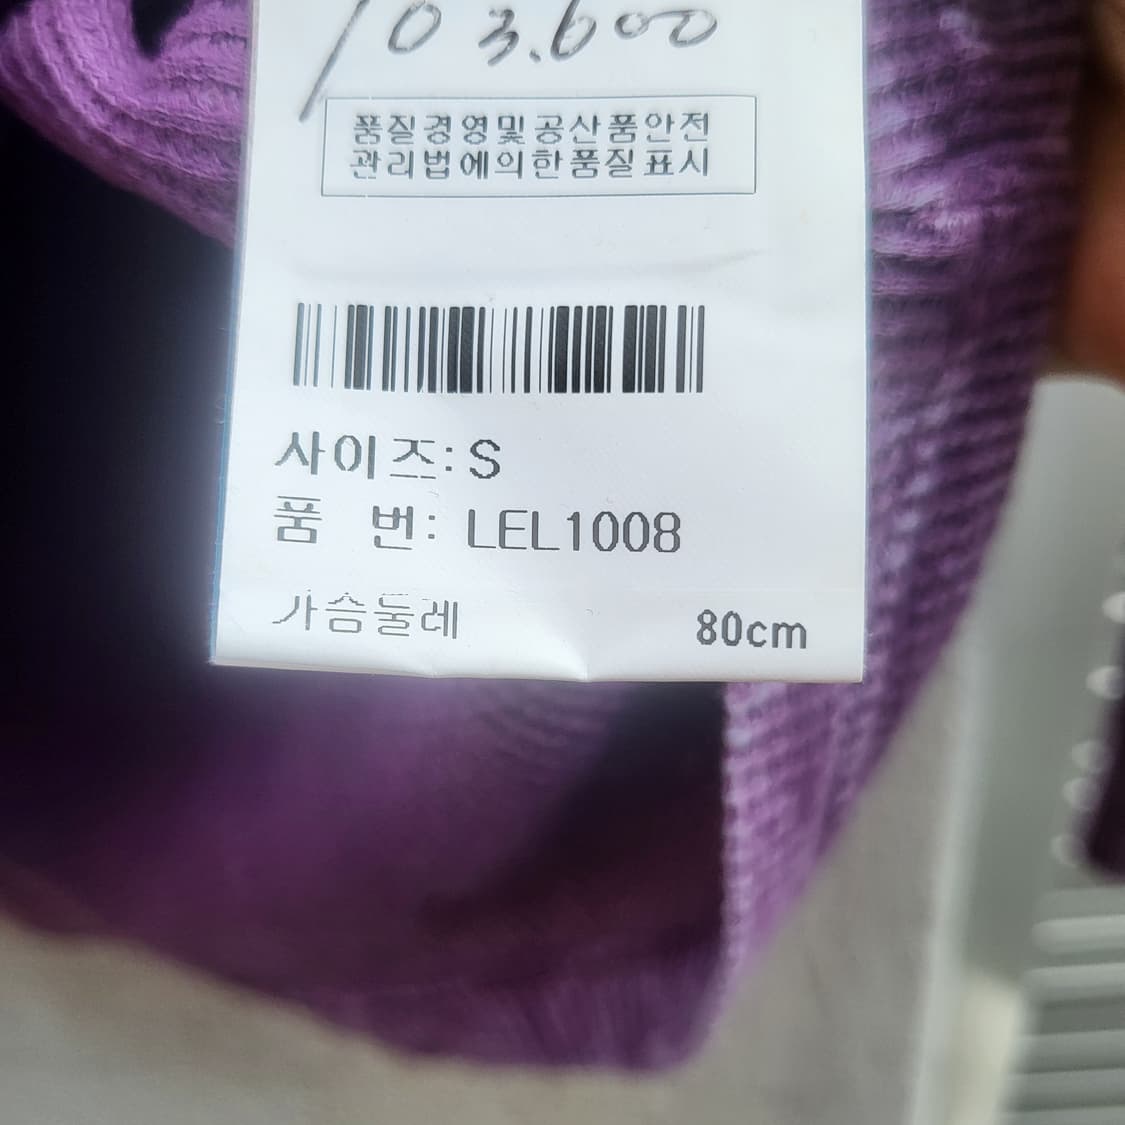 103.600
품질경영및공산품안전
관리법에의한품질표시
사이즈: S
품 번: LEL1008
가슴둘레 80cm